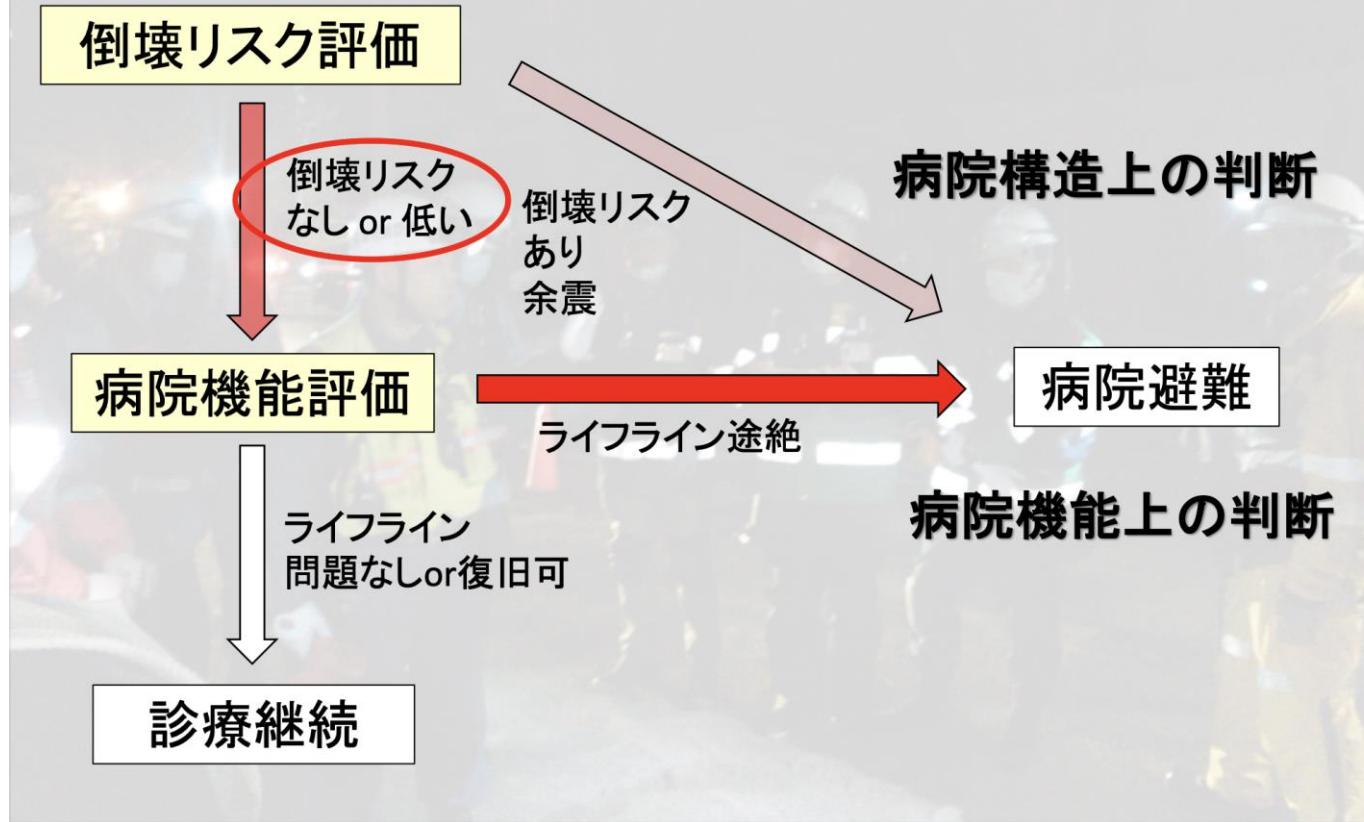 倒壊リスク評価
倒壊リスク
なし or 低い
倒壊リスク
あり
余震
病院構造上の判断
病院機能評価
ライフライン途絶
病院避難
病院機能上の判断
ライフライン
問題なしor復旧可
診療継続